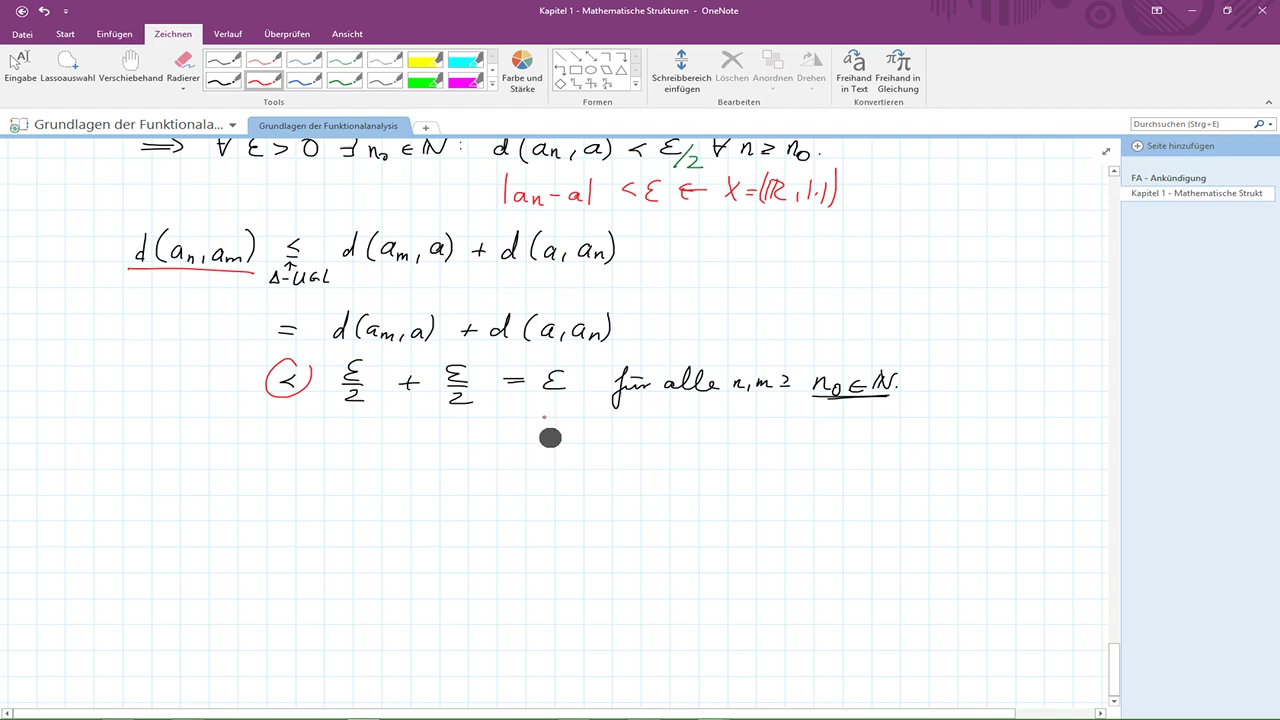 Kapitel 1 - Mathematische Strukturen - OneNote
Datei Start Einfügen Zeichnen Verlauf Überprüfen Ansicht
Eingabe Lassoauswahl Verschiebehand Radierer Farbe und Stärke Schreibbereich einfügen Löschen Anordnen Drehen Freihand in Text Freihand in Gleichung
Tools Formen Bearbeiten Konvertieren
Grundlagen der Funktionala... Grundlagen der Funktionalanalysis Durchsuchen (Strg+E)
Seite hinzufügen
FA - Ankündigung
Kapitel 1 - Mathematische Strukt
⟹ ∀ ε > 0 ∃ n₀ ∈ ℕ: d(aₙ, a) < ε/2 ∀ n ≥ n₀.
|aₙ - a| < ε ← X = (ℝ, |·|)
d(aₙ, aₘ) ≤ d(aₘ, a) + d(a, aₙ)
↑
Δ-UGL
= d(aₘ, a) + d(a, aₙ)
< ε/2 + ε/2 = ε für alle n, m ≥ n₀ ∈ ℕ.